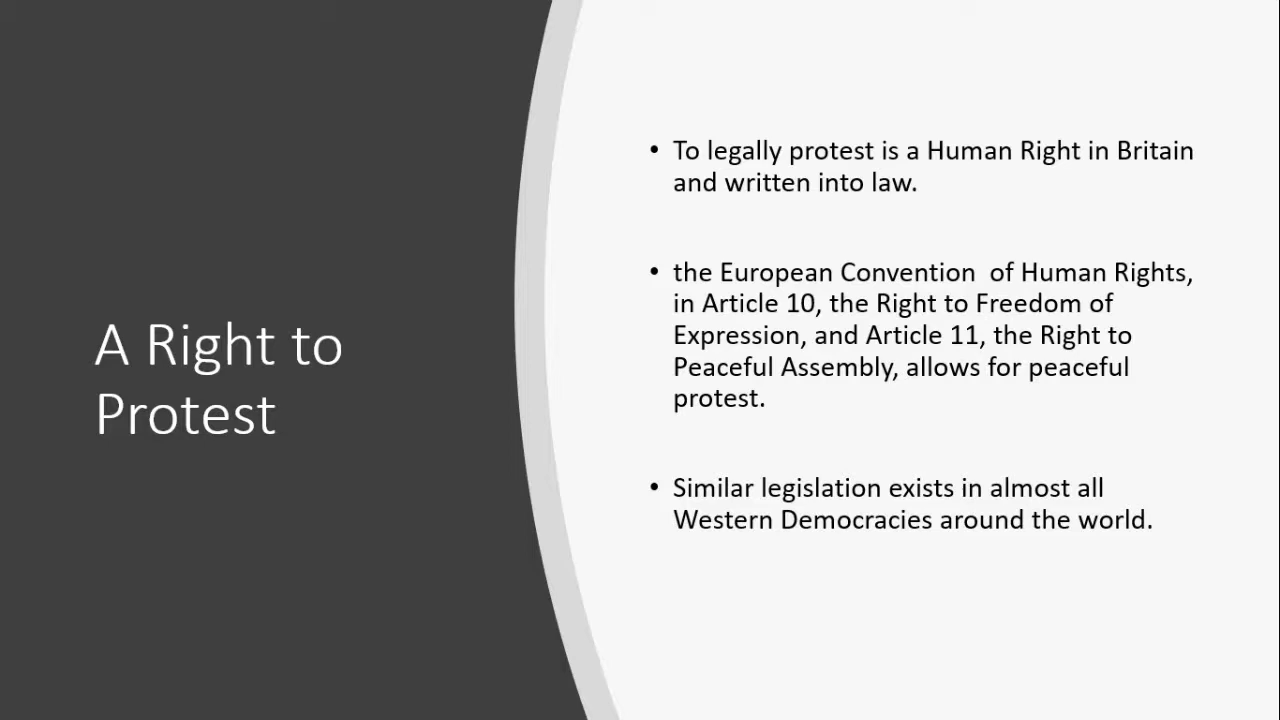 A Right to
Protest
• To legally protest is a Human Right in Britain
and written into law.
• the European Convention  of Human Rights,
in Article 10, the Right to Freedom of
Expression, and Article 11, the Right to
Peaceful Assembly, allows for peaceful
protest.
• Similar legislation exists in almost all
Western Democracies around the world.